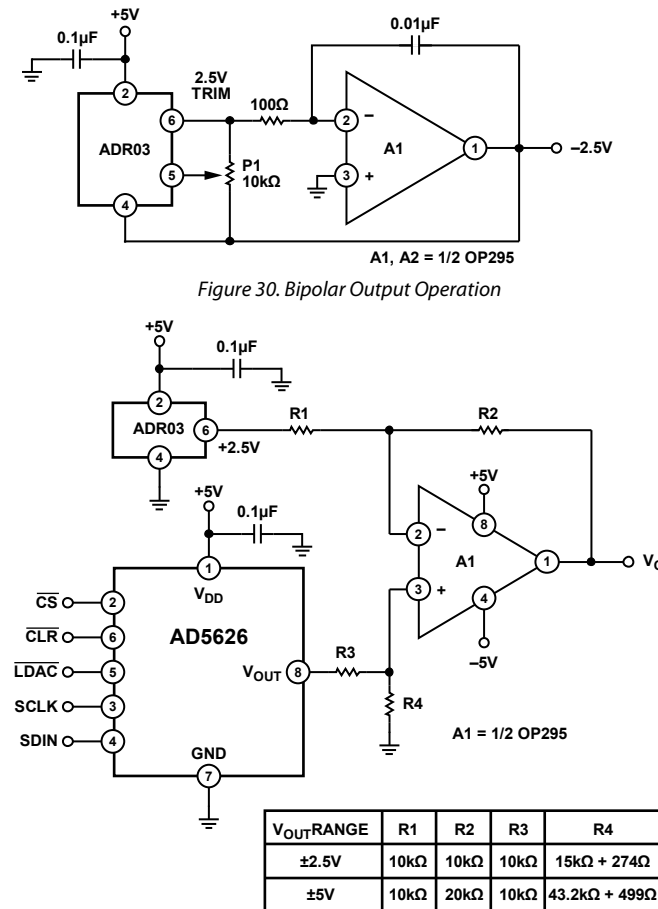 +5V
0.1µF
0.01µF
2.5V
TRIM
100Ω
2
6
ADR03
5
P1
10kΩ
4
2
–
A1
3
+
1
–2.5V
A1, A2 = 1/2 OP295
Figure 30. Bipolar Output Operation
+5V
0.1µF
2
ADR03
6
+2.5V
4
R1
R2
+5V
8
2
–
A1
1
3
+
4
–5V
+5V
0.1µF
1
V_DD
AD5626
CS
2
CLR
6
LDAC
5
SCLK
3
SDIN
4
V_OUT
8
GND
7
R3
R4
A1 = 1/2 OP295
V_OUT RANGE R1 R2 R3 R4
±2.5V 10kΩ 10kΩ 10kΩ 15kΩ + 274Ω
±5V 10kΩ 20kΩ 10kΩ 43.2kΩ + 499Ω